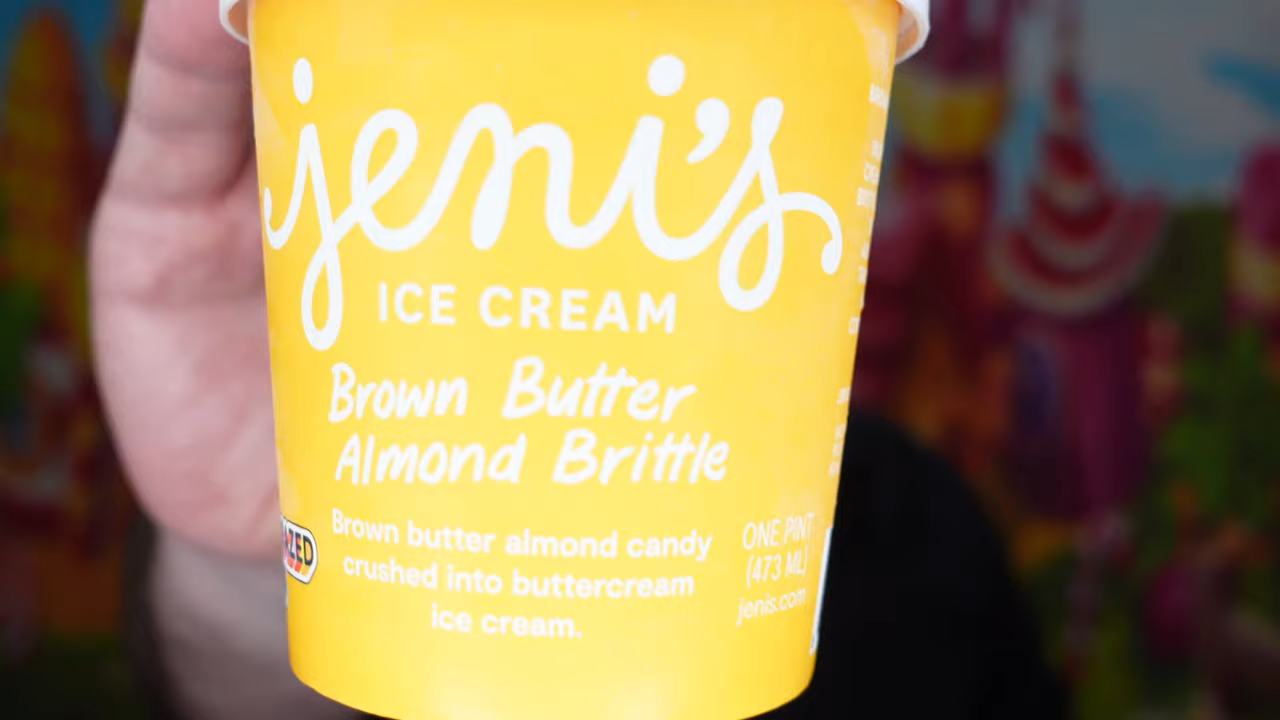 jeni's
ICE CREAM
Brown Butter
Almond Brittle
Brown butter almond candy
crushed into buttercream
ice cream.
ONE PINT
(473 ML)
jenis.com